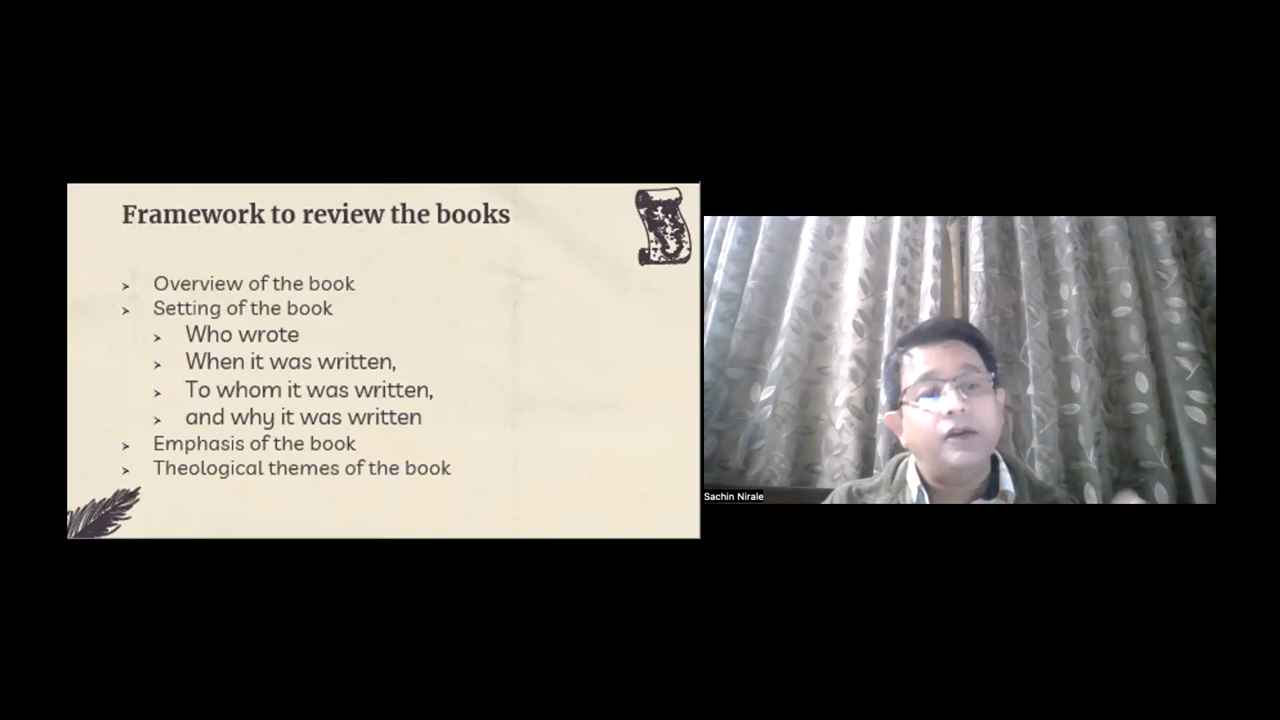 Framework to review the books
Overview of the book
Setting of the book
Who wrote
When it was written,
To whom it was written,
and why it was written
Emphasis of the book
Theological themes of the book
Sachin Nirale